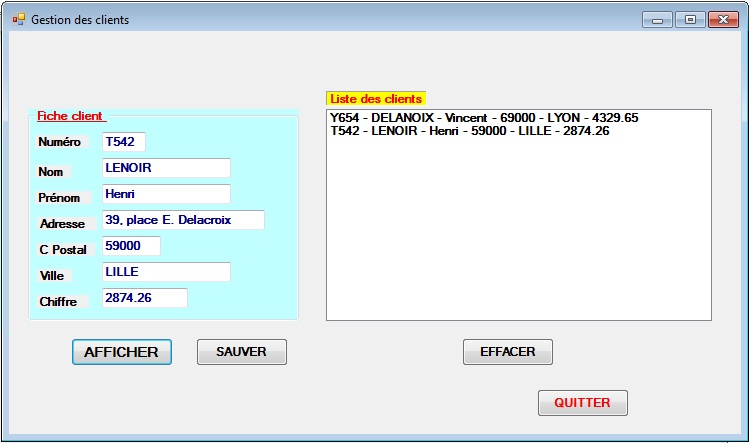 Gestion des clients
Liste des clients
Y654 - DELANOIX - Vincent - 69000 - LYON - 4329.65
T542 - LENOIR - Henri - 59000 - LILLE - 2874.26
Fiche client
Numéro T542
Nom LENOIR
Prénom Henri
Adresse 39, place E. Delacroix
C Postal 59000
Ville LILLE
Chiffre 2874.26
AFFICHER SAUVER EFFACER
QUITTER